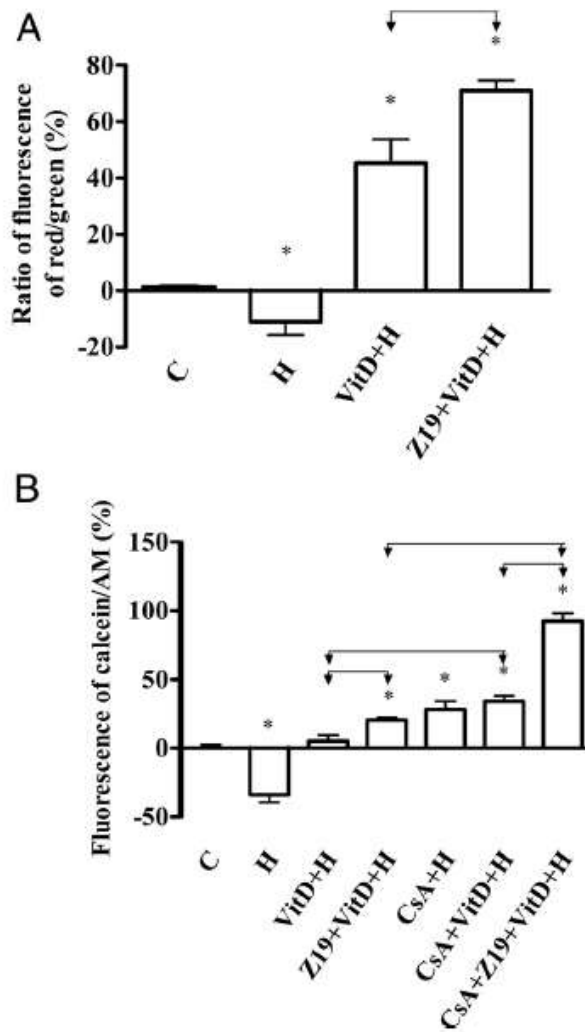 A
Ratio of fluorescence
of red/green (%)
80
60
40
20
0
-20
*
*
*
C
H
VitD+H
Z19+VitD+H
B
Fluorescence of calcein/AM (%)
150
100
50
0
-50
*
*
*
*
*
C
H
VitD+H
Z19+VitD+H
CsA+H
CsA+VitD+H
CsA+Z19+VitD+H